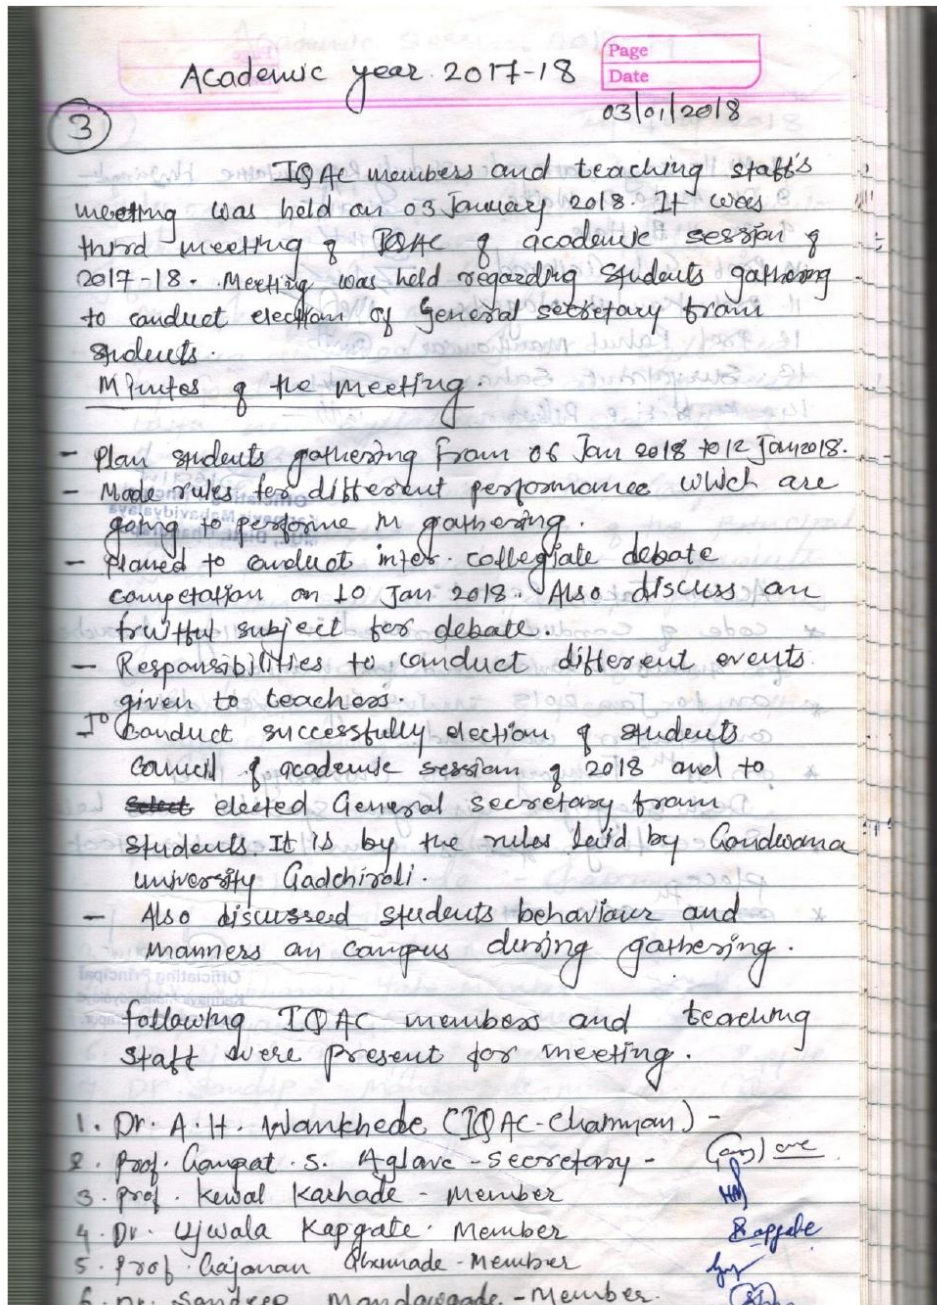 Academic year 2017-18
Page
Date
03/01/2018
3
IQAC members and teaching staff's
meeting was held on 03 January 2018. It was
third meeting of IQAC of academic session of
2017-18. Meeting was held regarding students gathering
to conduct election of General secretary from
students.
Minutes of the meeting.
- Plan students gathering from 06 Jan 2018 to 12 Jan 2018.
- Made rules for different performance which are
going to performe in gathering.
- planed to conduct inter. collegiate debate
competation on 10 Jan 2018. Also discuss on
fruitful subject for debate.
- Responsibilities to conduct different events
given to teachers.
To conduct successfully election of students
council of academic session of 2018 and to
select elected General secretary from
students. It is by the rules laid by Gondwana
university Gadchiroli.
- Also discussed students behaviour and
manners on campus during gathering.
following IQAC members and teaching
staff were present for meeting.
1. Dr. A. H. Wankhede (IQAC-Chairman) -
2. Prof. Ganpat. S. Aglave - Secretary -
3. Prof. Kewal Karhade - Member
4. Dr. Ujwala Kapgate. Member
5. Prof. Gajanan - Member
6. Dr. Sandeep - Member.